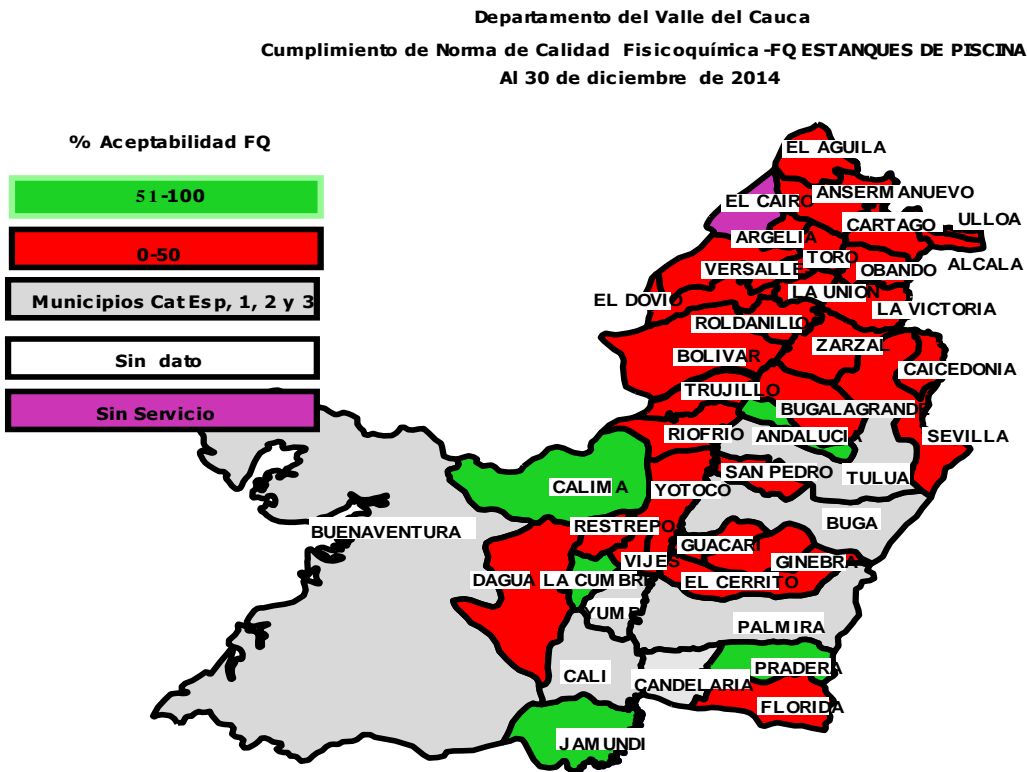 Departamento del Valle del Cauca
Cumplimiento de Norma de Calidad Fisicoquímica -FQ ESTANQUES DE PISCINA
Al 30 de diciembre de 2014
% Aceptabilidad FQ
51-100
0-50
Municipios Cat Esp, 1, 2 y 3
Sin dato
Sin Servicio
EL AGUILA
ANSERMANUEVO
EL CAIRO
CARTAGO
ULLOA
ARGELIA
TORO
ALCALA
VERSALLE
OBANDO
EL DOVIO
LA UNION
LA VICTORIA
ROLDANILLO
ZARZAL
BOLIVAR
CAICEDONIA
TRUJILLO
BUGALAGRANDE
RIOFRIO
ANDALUCIA
SEVILLA
SAN PEDRO
TULUA
CALIMA
YOTOCO
BUGA
BUENAVENTURA
RESTREPO
GUACARI
VIJES
GINEBRA
DAGUA
LA CUMBRE
EL CERRITO
YUMB
PALMIRA
PRADERA
CALI
CANDELARIA
FLORIDA
JAMUNDI